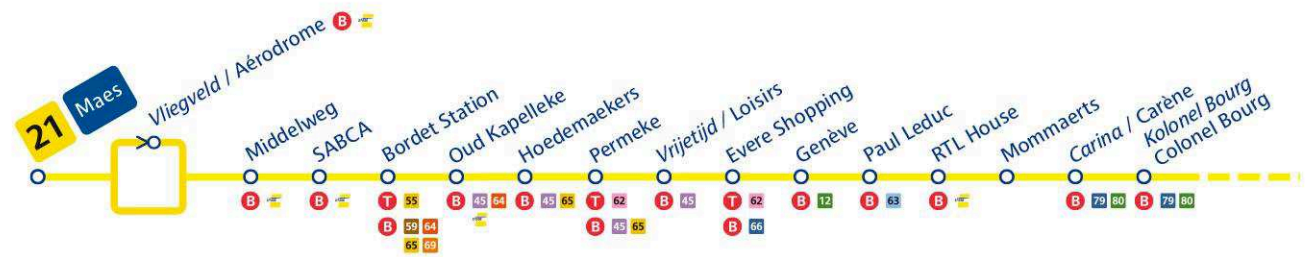 21 Maes
Vliegveld / Aérodrome B
Middelweg
B
SABCA
B
Bordet Station
T 55
B 59 64
65 69
Oud Kapelleke
B 45 64
Hoedemaekers
B 45 65
Permeke
T 62
B 45 65
Vrijetijd / Loisirs
B 45
Evere Shopping
T 62
B 66
Genève
B 12
Paul Leduc
B 63
RTL House
B
Mommaerts
Carina / Carène
B 79 80
Kolonel Bourg
Colonel Bourg
B 79 80